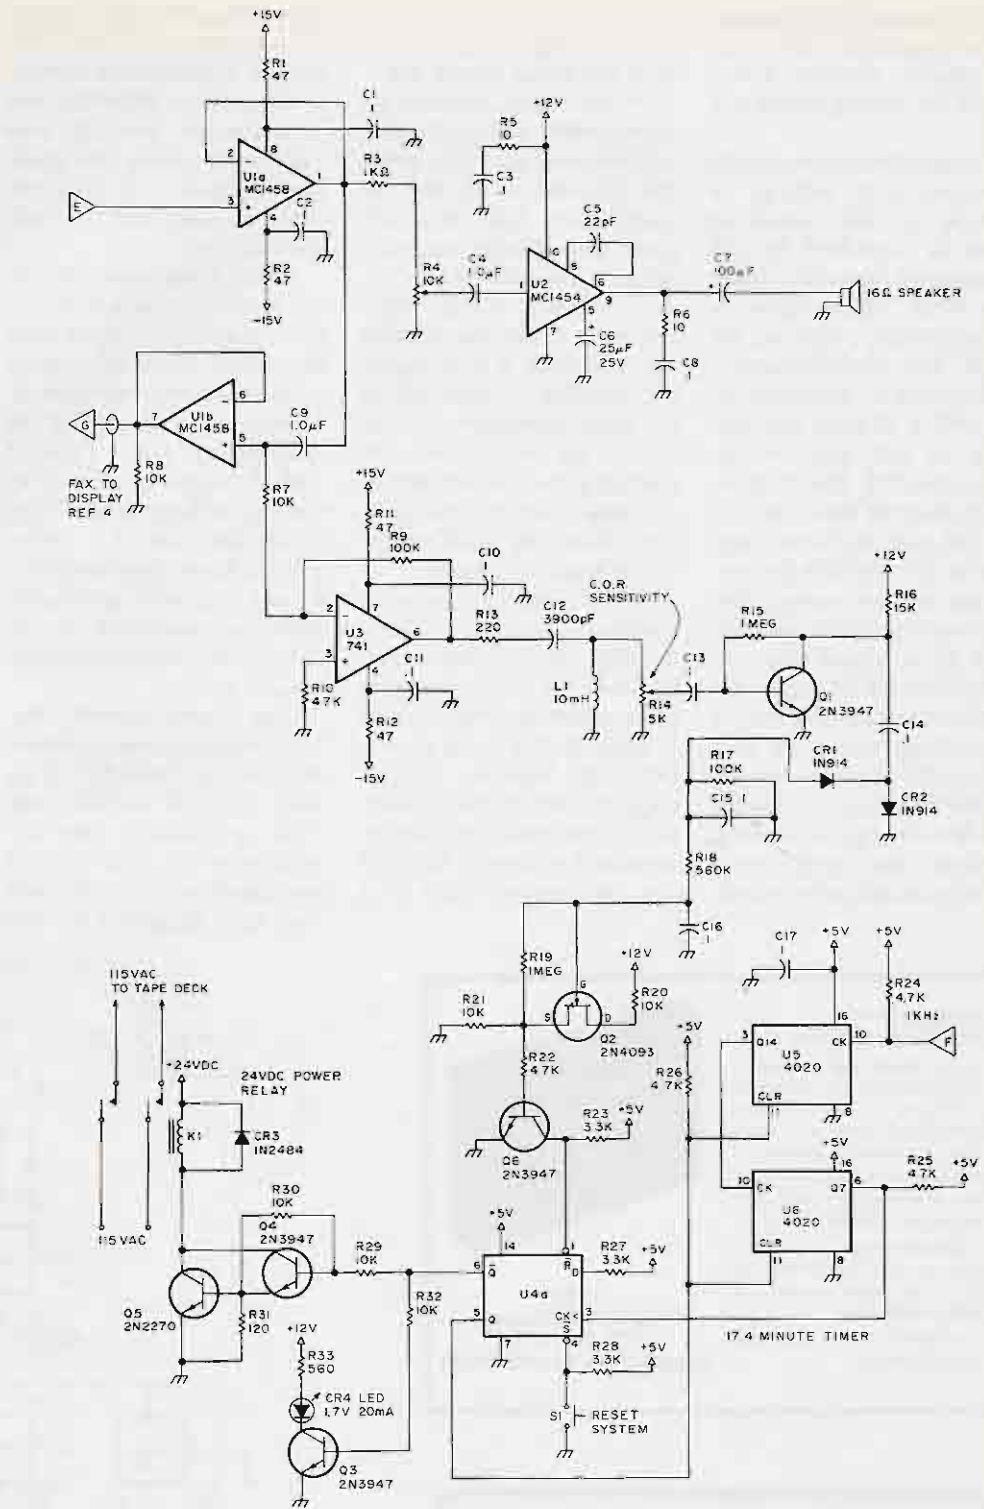 +15V
R1
47
C1
.1
8
2
−
U1a
MC1458
1
3
+
4
E
C2
.1
R2
47
−15V
R3
1KΩ
R4
10K
R5
10
+12V
C3
.1
C4
1.0µF
C5
22pF
10
8
1
U2
MC1454
6
9
5
7
+
C6
25µF
25V
C7
100µF
+
R6
10
C8
.1
16Ω SPEAKER
G
7
U1b
MC1458
6
−
5
+
C9
1.0µF
R8
10K
FAX. TO
DISPLAY
REF 4
R7
10K
+15V
R11
47
R9
100K
C10
.1
2
−
7
U3
741
6
3
+
4
R10
47K
C11
.1
R12
47
−15V
R13
220
C12
3900pF
C.O.R.
SENSITIVITY
L1
10mH
R14
5K
C13
.1
R15
1MEG
+12V
R16
15K
Q1
2N3947
C14
.1
CR1
1N914
CR2
1N914
R17
100K
C15 .1
R18
560K
C16
.1
R19
1MEG
+12V
R20
10K
R21
10K
G
S
D
Q2
2N4093
R22
4.7K
+5V
R26
4.7K
C17
.1
+5V
+5V
R24
4.7K
1KHz
F
16
3
Q14
CK
10
U5
4020
CLR
11
8
+5V
16
10
CK
Q7
6
U6
4020
CLR
11
8
R25
4.7K
+5V
17.4 MINUTE TIMER
R23
3.3K
+5V
Q6
2N3947
115VAC
TO TAPE DECK
+24VDC
24VDC POWER
RELAY
K1
CR3
1N2484
115VAC
R30
10K
Q4
2N3947
R29
10K
R32
10K
Q5
2N2270
R31
120
+12V
R33
560
CR4 LED
1.7V 20mA
Q3
2N3947
+5V
14
1
6
Q̅
R̅
D
R27
3.3K
+5V
U4a
5
Q
CK<
3
S̅
7
4
R28
3.3K
+5V
S1
RESET
SYSTEM